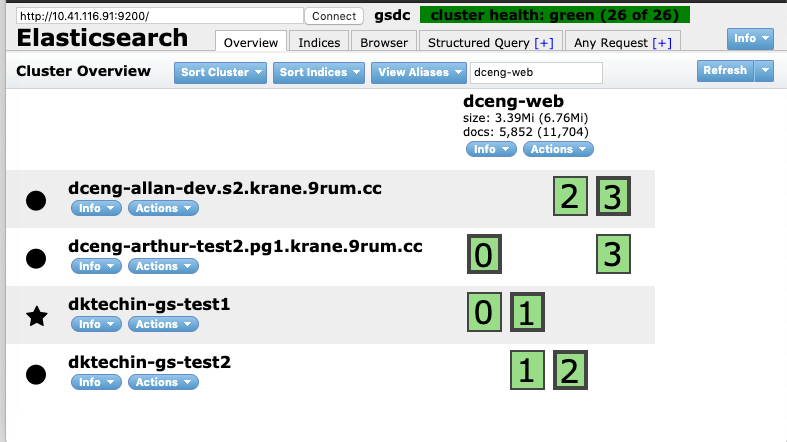 http://10.41.116.91:9200/ Connect gsdc cluster health: green (26 of 26)
Elasticsearch Overview Indices Browser Structured Query [+] Any Request [+] Info
Cluster Overview Sort Cluster Sort Indices View Aliases dceng-web Refresh
dceng-web
size: 3.39Mi (6.76Mi)
docs: 5,852 (11,704)
Info Actions
dceng-allan-dev.s2.krane.9rum.cc 2 3
Info Actions
dceng-arthur-test2.pg1.krane.9rum.cc 0 3
Info Actions
dktechin-gs-test1 0 1
Info Actions
dktechin-gs-test2 1 2
Info Actions